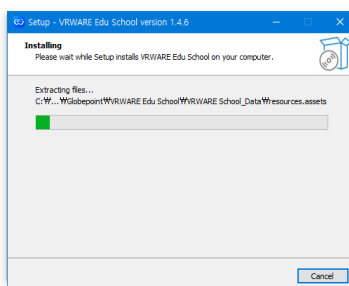 Setup - VRWARE Edu School version 1.4.6
Installing
Please wait while Setup installs VRWARE Edu School on your computer.
Extracting files...
C:₩...₩Globepoint₩VRWARE Edu School₩VRWARE School_Data₩resources.assets
Cancel